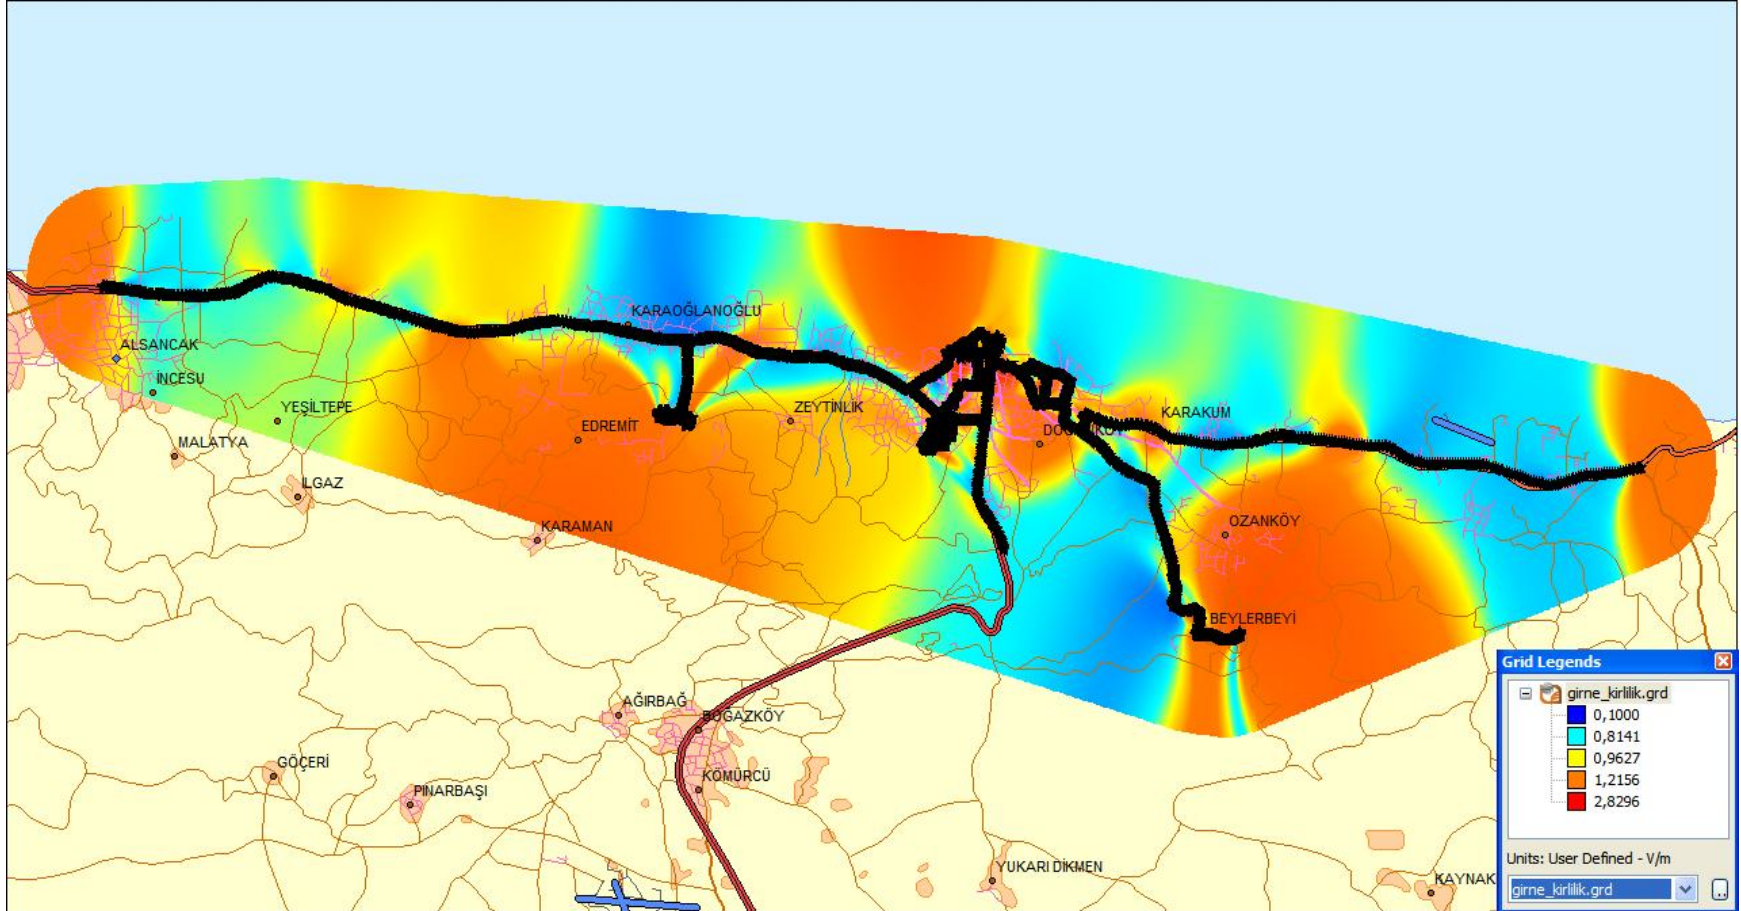 KARAOĞLANOĞLU
ALSANCAK
İNCESU
YEŞİLTEPE
MALATYA
ILGAZ
EDREMİT
ZEYTİNLİK
KARAKUM
KARAMAN
OZANKÖY
BEYLERBEYİ
AĞIRBAĞ
BOĞAZKÖY
GÖÇERİ
KÖMÜRCÜ
PINARBAŞI
YUKARI DİKMEN
KAYNAK
Grid Legends
girne_kirlilik.grd
0,1000
0,8141
0,9627
1,2156
2,8296
Units: User Defined - V/m
girne_kirlilik.grd